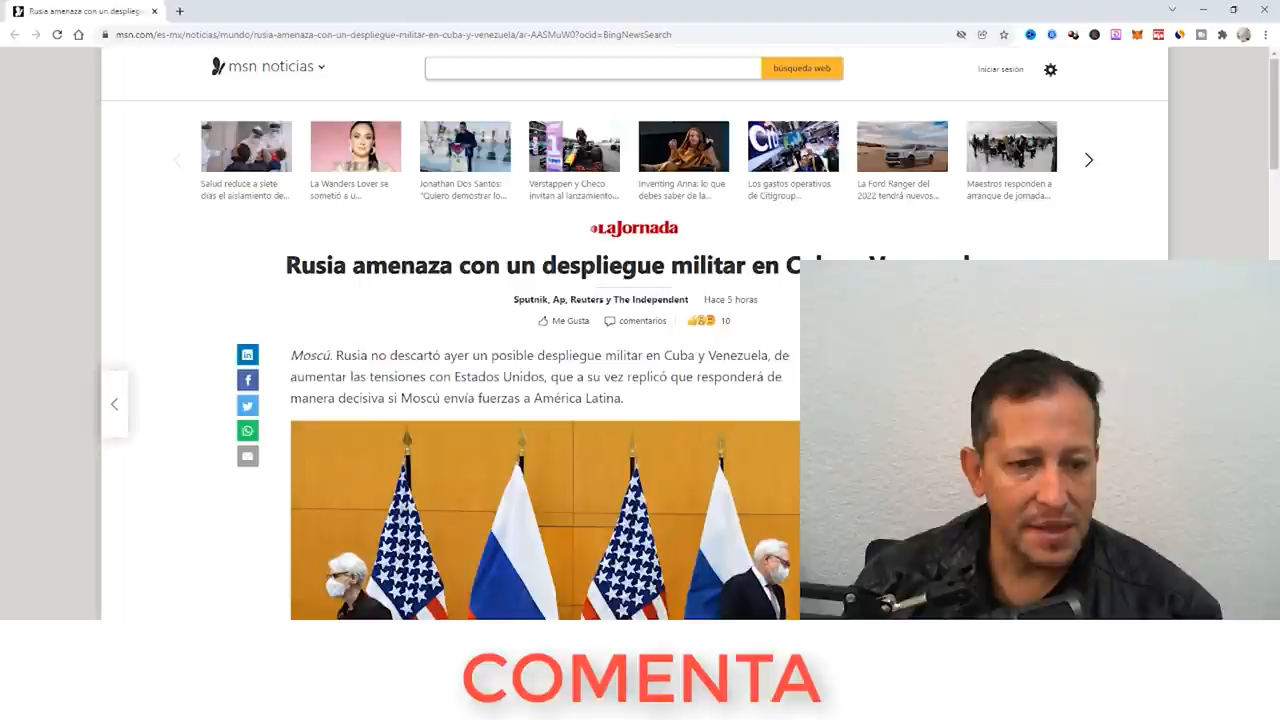 Rusia amenaza con un desplieg
msn.com/es-mx/noticias/mundo/rusia-amenaza-con-un-despliegue-militar-en-cuba-y-venezuela/ar-AASMuW0?ocid=BingNewsSearch
msn noticias
búsqueda web
Iniciar sesión
Salud reduce a siete
días el aislamiento de...
La Wanders Lover se
sometió a u...
Jonathan Dos Santos:
"Quiero demostrar lo...
Verstappen y Checo
invitan al lanzamiento...
Inventing Anna: lo que
debes saber de la...
Los gastos operativos
de Citigroup...
La Ford Ranger del
2022 tendrá nuevos...
Maestros responden a
arranque de jornada...
LaJornada
Rusia amenaza con un despliegue militar en
Sputnik, Ap, Reuters y The Independent Hace 5 horas
Me Gusta comentarios 10
Moscú. Rusia no descartó ayer un posible despliegue militar en Cuba y Venezuela, de
aumentar las tensiones con Estados Unidos, que a su vez replicó que responderá de
manera decisiva si Moscú envía fuerzas a América Latina.
COMENTA